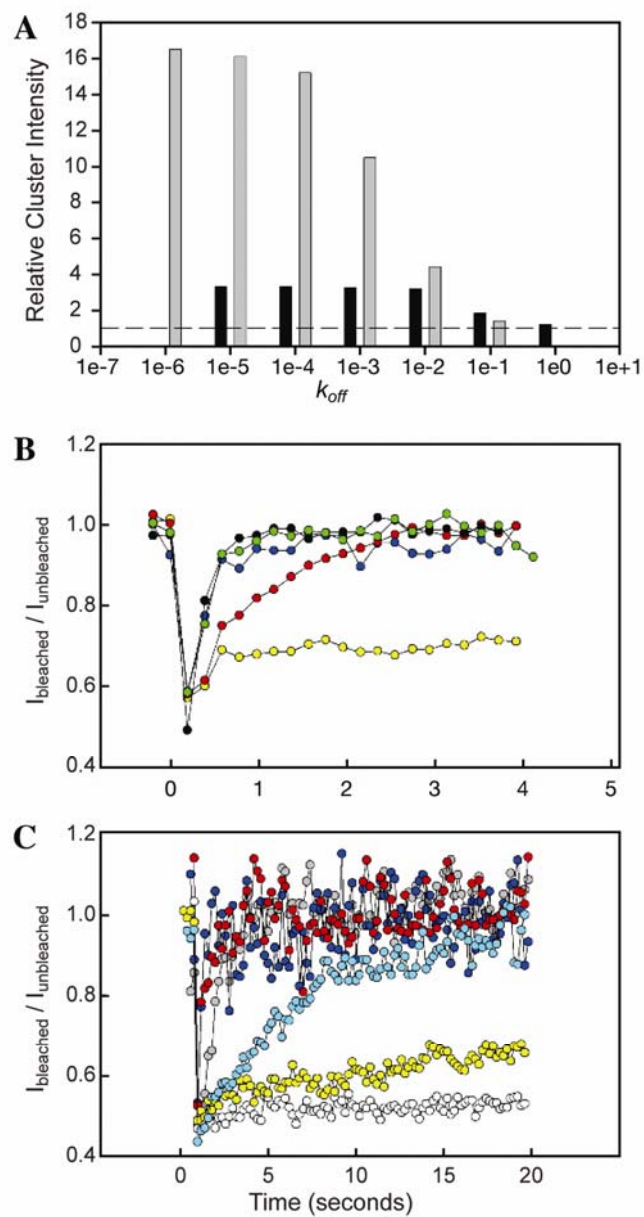 A
Relative Cluster Intensity
18
16
14
12
10
8
6
4
2
0
1e-7 1e-6 1e-5 1e-4 1e-3 1e-2 1e-1 1e0 1e+1
koff
B
Ibleached / Iunbleached
1.2
1.0
0.8
0.6
0.4
0 1 2 3 4 5
C
Ibleached / Iunbleached
1.2
1.0
0.8
0.6
0.4
0 5 10 15 20
Time (seconds)